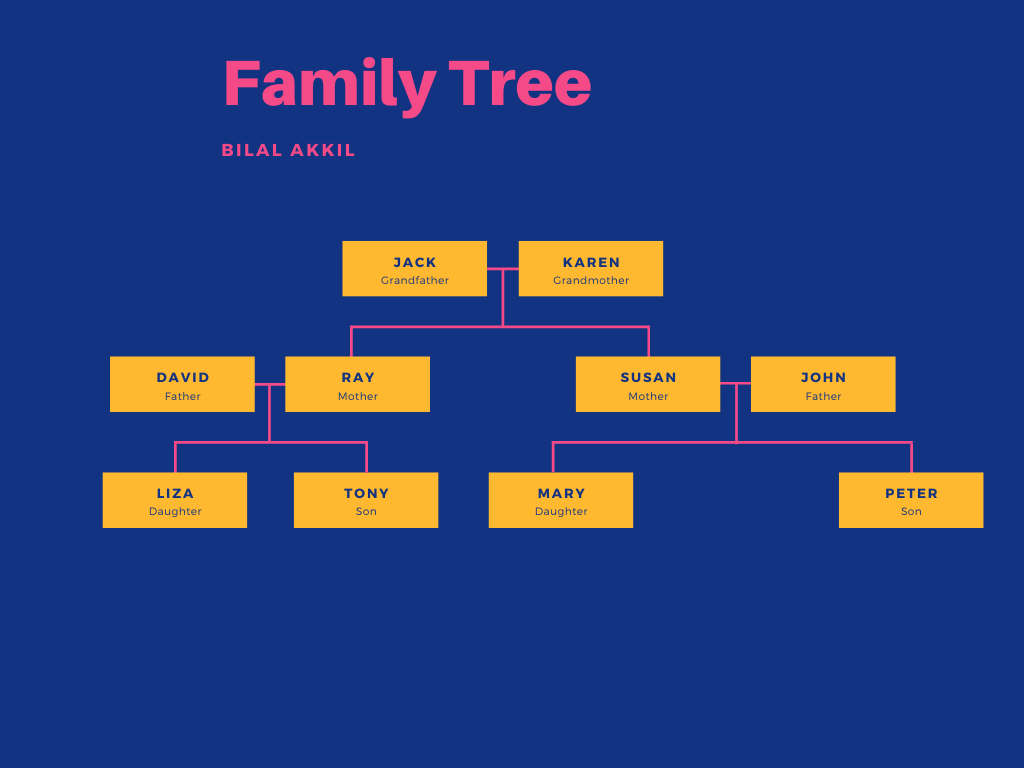 Family Tree
BILAL AKKIL
JACK
Grandfather
KAREN
Grandmother
DAVID
Father
RAY
Mother
SUSAN
Mother
JOHN
Father
LIZA
Daughter
TONY
Son
MARY
Daughter
PETER
Son